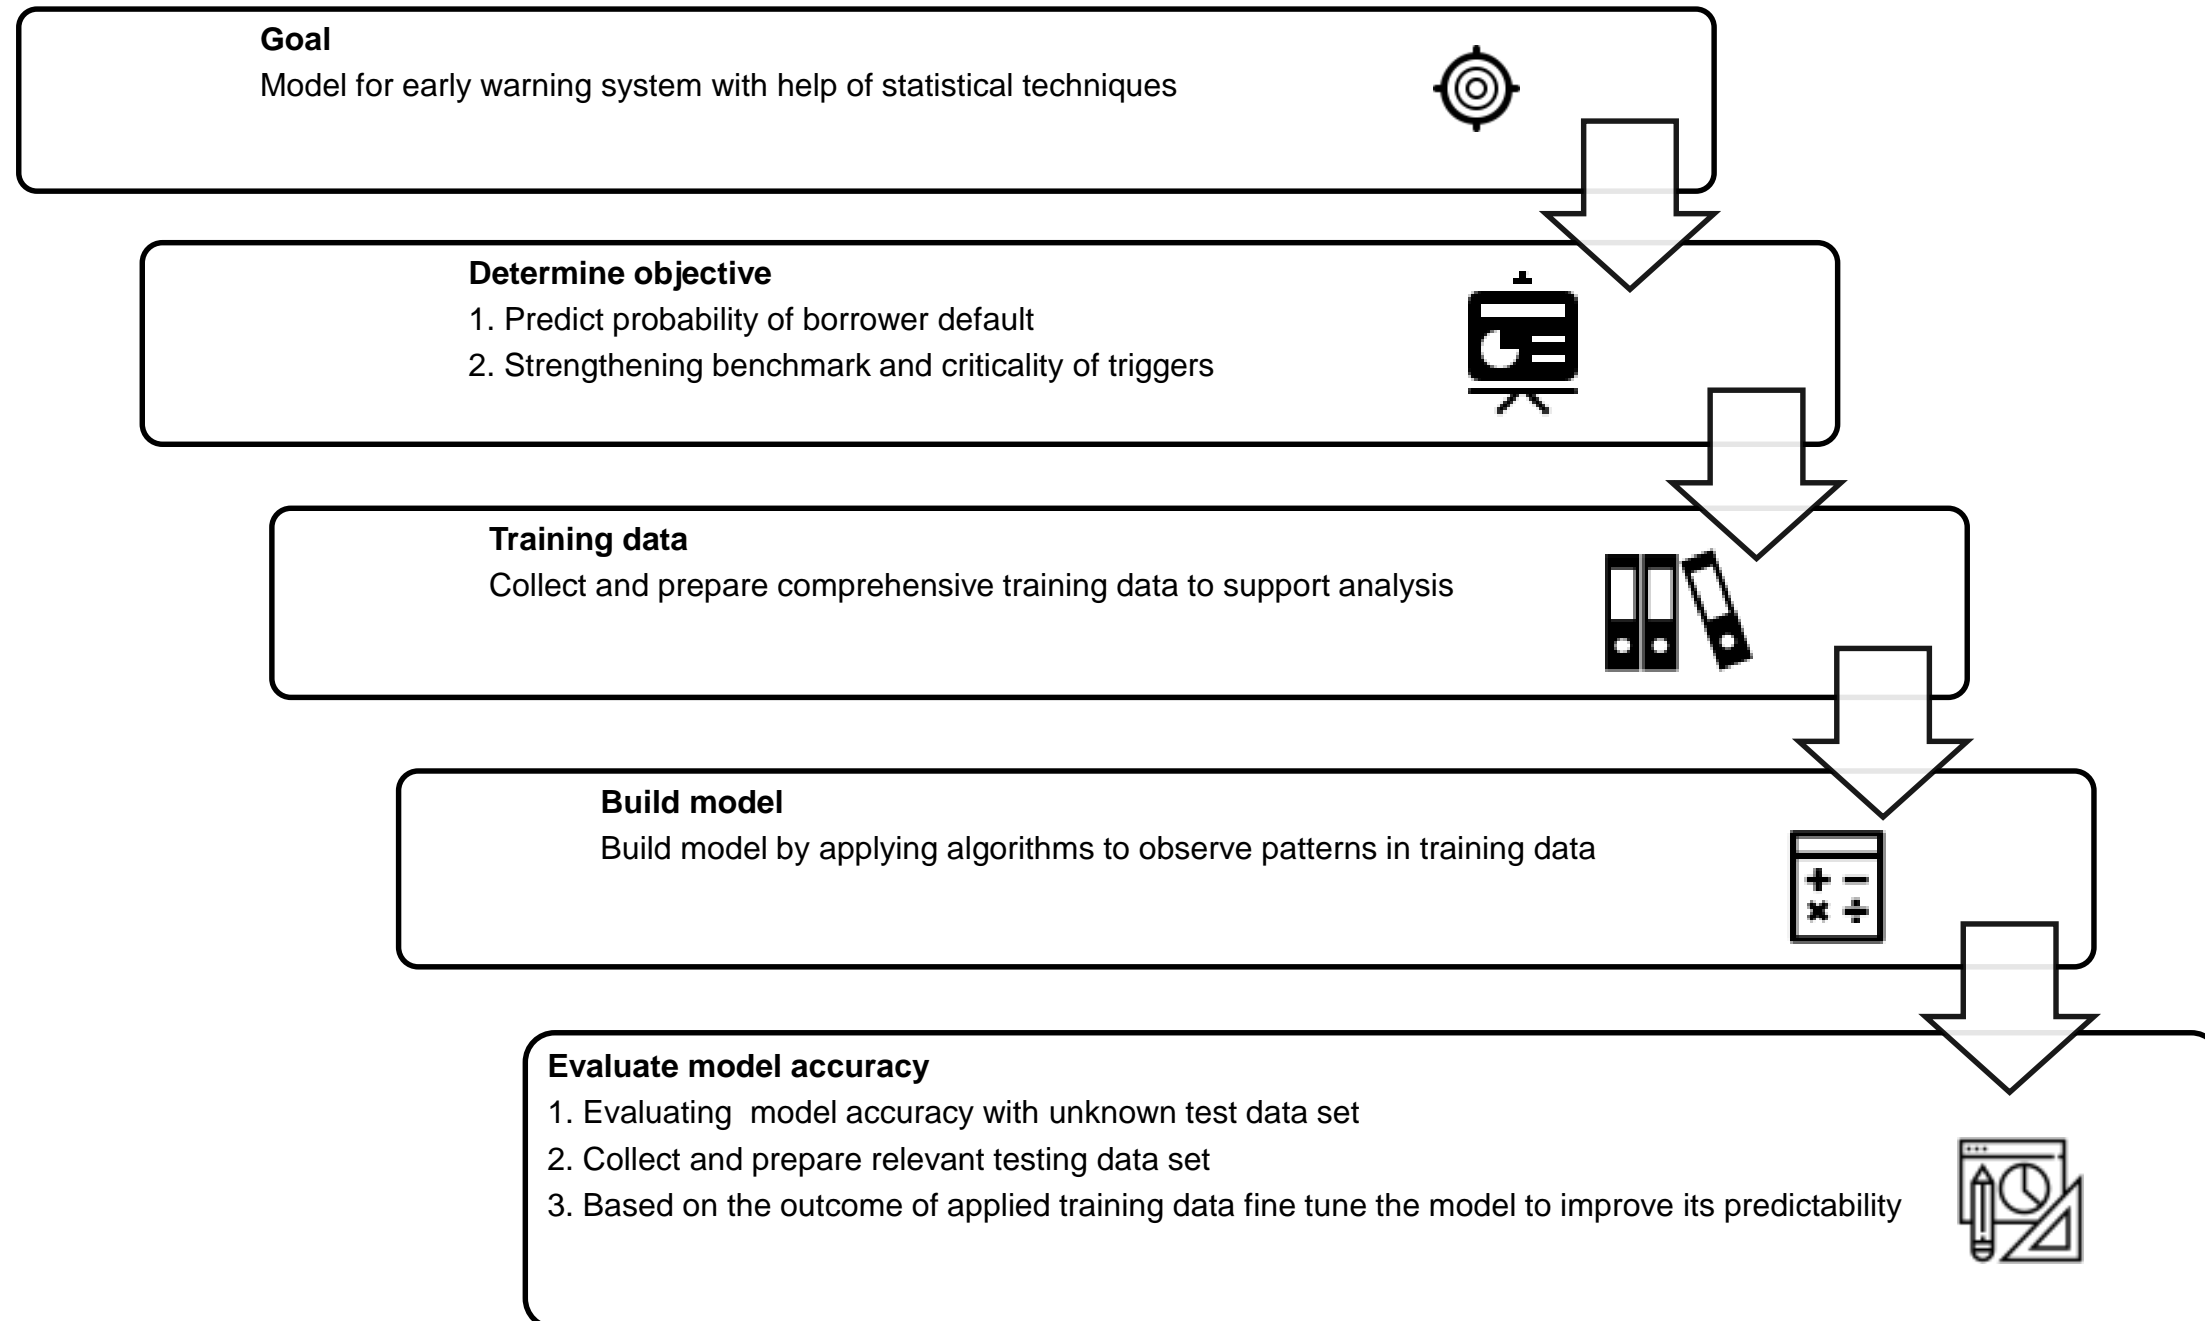 Goal
Model for early warning system with help of statistical techniques
Determine objective
1. Predict probability of borrower default
2. Strengthening benchmark and criticality of triggers
Training data
Collect and prepare comprehensive training data to support analysis
Build model
Build model by applying algorithms to observe patterns in training data
Evaluate model accuracy
1. Evaluating  model accuracy with unknown test data set
2. Collect and prepare relevant testing data set
3. Based on the outcome of applied training data fine tune the model to improve its predictability